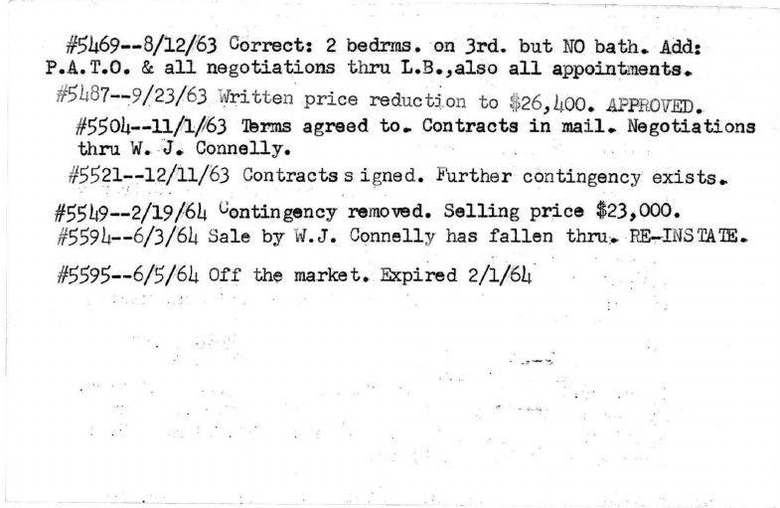 #5469--8/12/63 Correct: 2 bedrms. on 3rd. but NO bath. Add:
P.A.T.O. & all negotiations thru L.B.,also all appointments.
#5487--9/23/63 Written price reduction to $26,400. APPROVED.
#5504--11/1/63 Terms agreed to. Contracts in mail. Negotiations
thru W. J. Connelly.
#5521--12/11/63 Contracts s igned. Further contingency exists.
#5549--2/19/64 Contingency removed. Selling price $23,000.
#5594--6/3/64 Sale by W.J. Connelly has fallen thru. RE-INSTATE.
#5595--6/5/64 Off the market. Expired 2/1/64